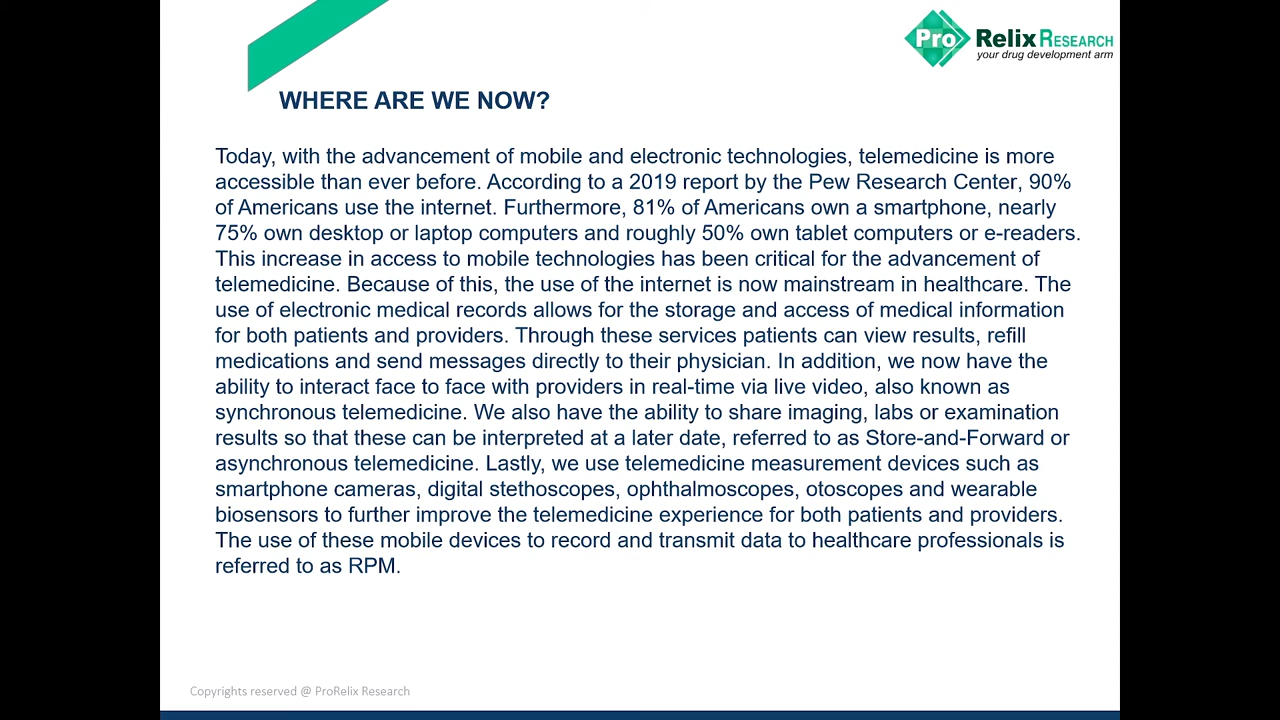 Pro Relix RESEARCH
your drug development arm
WHERE ARE WE NOW?
Today, with the advancement of mobile and electronic technologies, telemedicine is more
accessible than ever before. According to a 2019 report by the Pew Research Center, 90%
of Americans use the internet. Furthermore, 81% of Americans own a smartphone, nearly
75% own desktop or laptop computers and roughly 50% own tablet computers or e-readers.
This increase in access to mobile technologies has been critical for the advancement of
telemedicine. Because of this, the use of the internet is now mainstream in healthcare. The
use of electronic medical records allows for the storage and access of medical information
for both patients and providers. Through these services patients can view results, refill
medications and send messages directly to their physician. In addition, we now have the
ability to interact face to face with providers in real-time via live video, also known as
synchronous telemedicine. We also have the ability to share imaging, labs or examination
results so that these can be interpreted at a later date, referred to as Store-and-Forward or
asynchronous telemedicine. Lastly, we use telemedicine measurement devices such as
smartphone cameras, digital stethoscopes, ophthalmoscopes, otoscopes and wearable
biosensors to further improve the telemedicine experience for both patients and providers.
The use of these mobile devices to record and transmit data to healthcare professionals is
referred to as RPM.
Copyrights reserved @ ProRelix Research